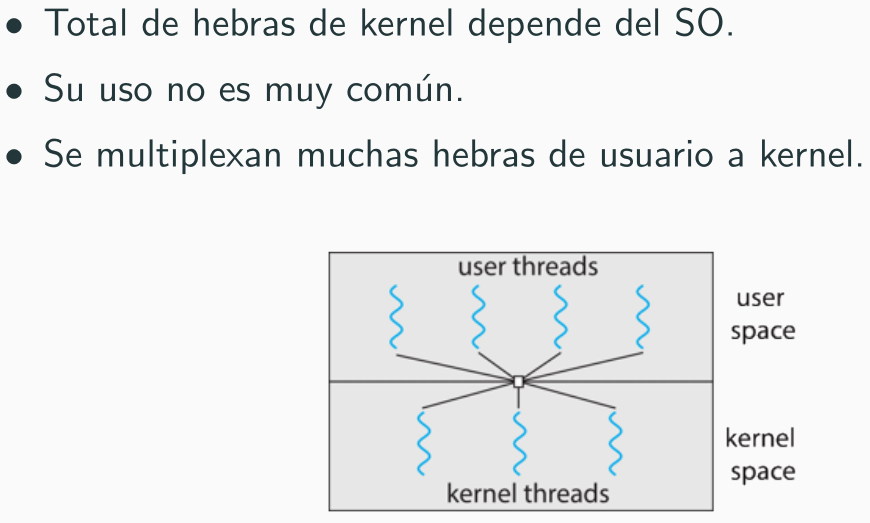 • Total de hebras de kernel depende del SO.
• Su uso no es muy común.
• Se multiplexan muchas hebras de usuario a kernel.
user threads
user
space
kernel
space
kernel threads